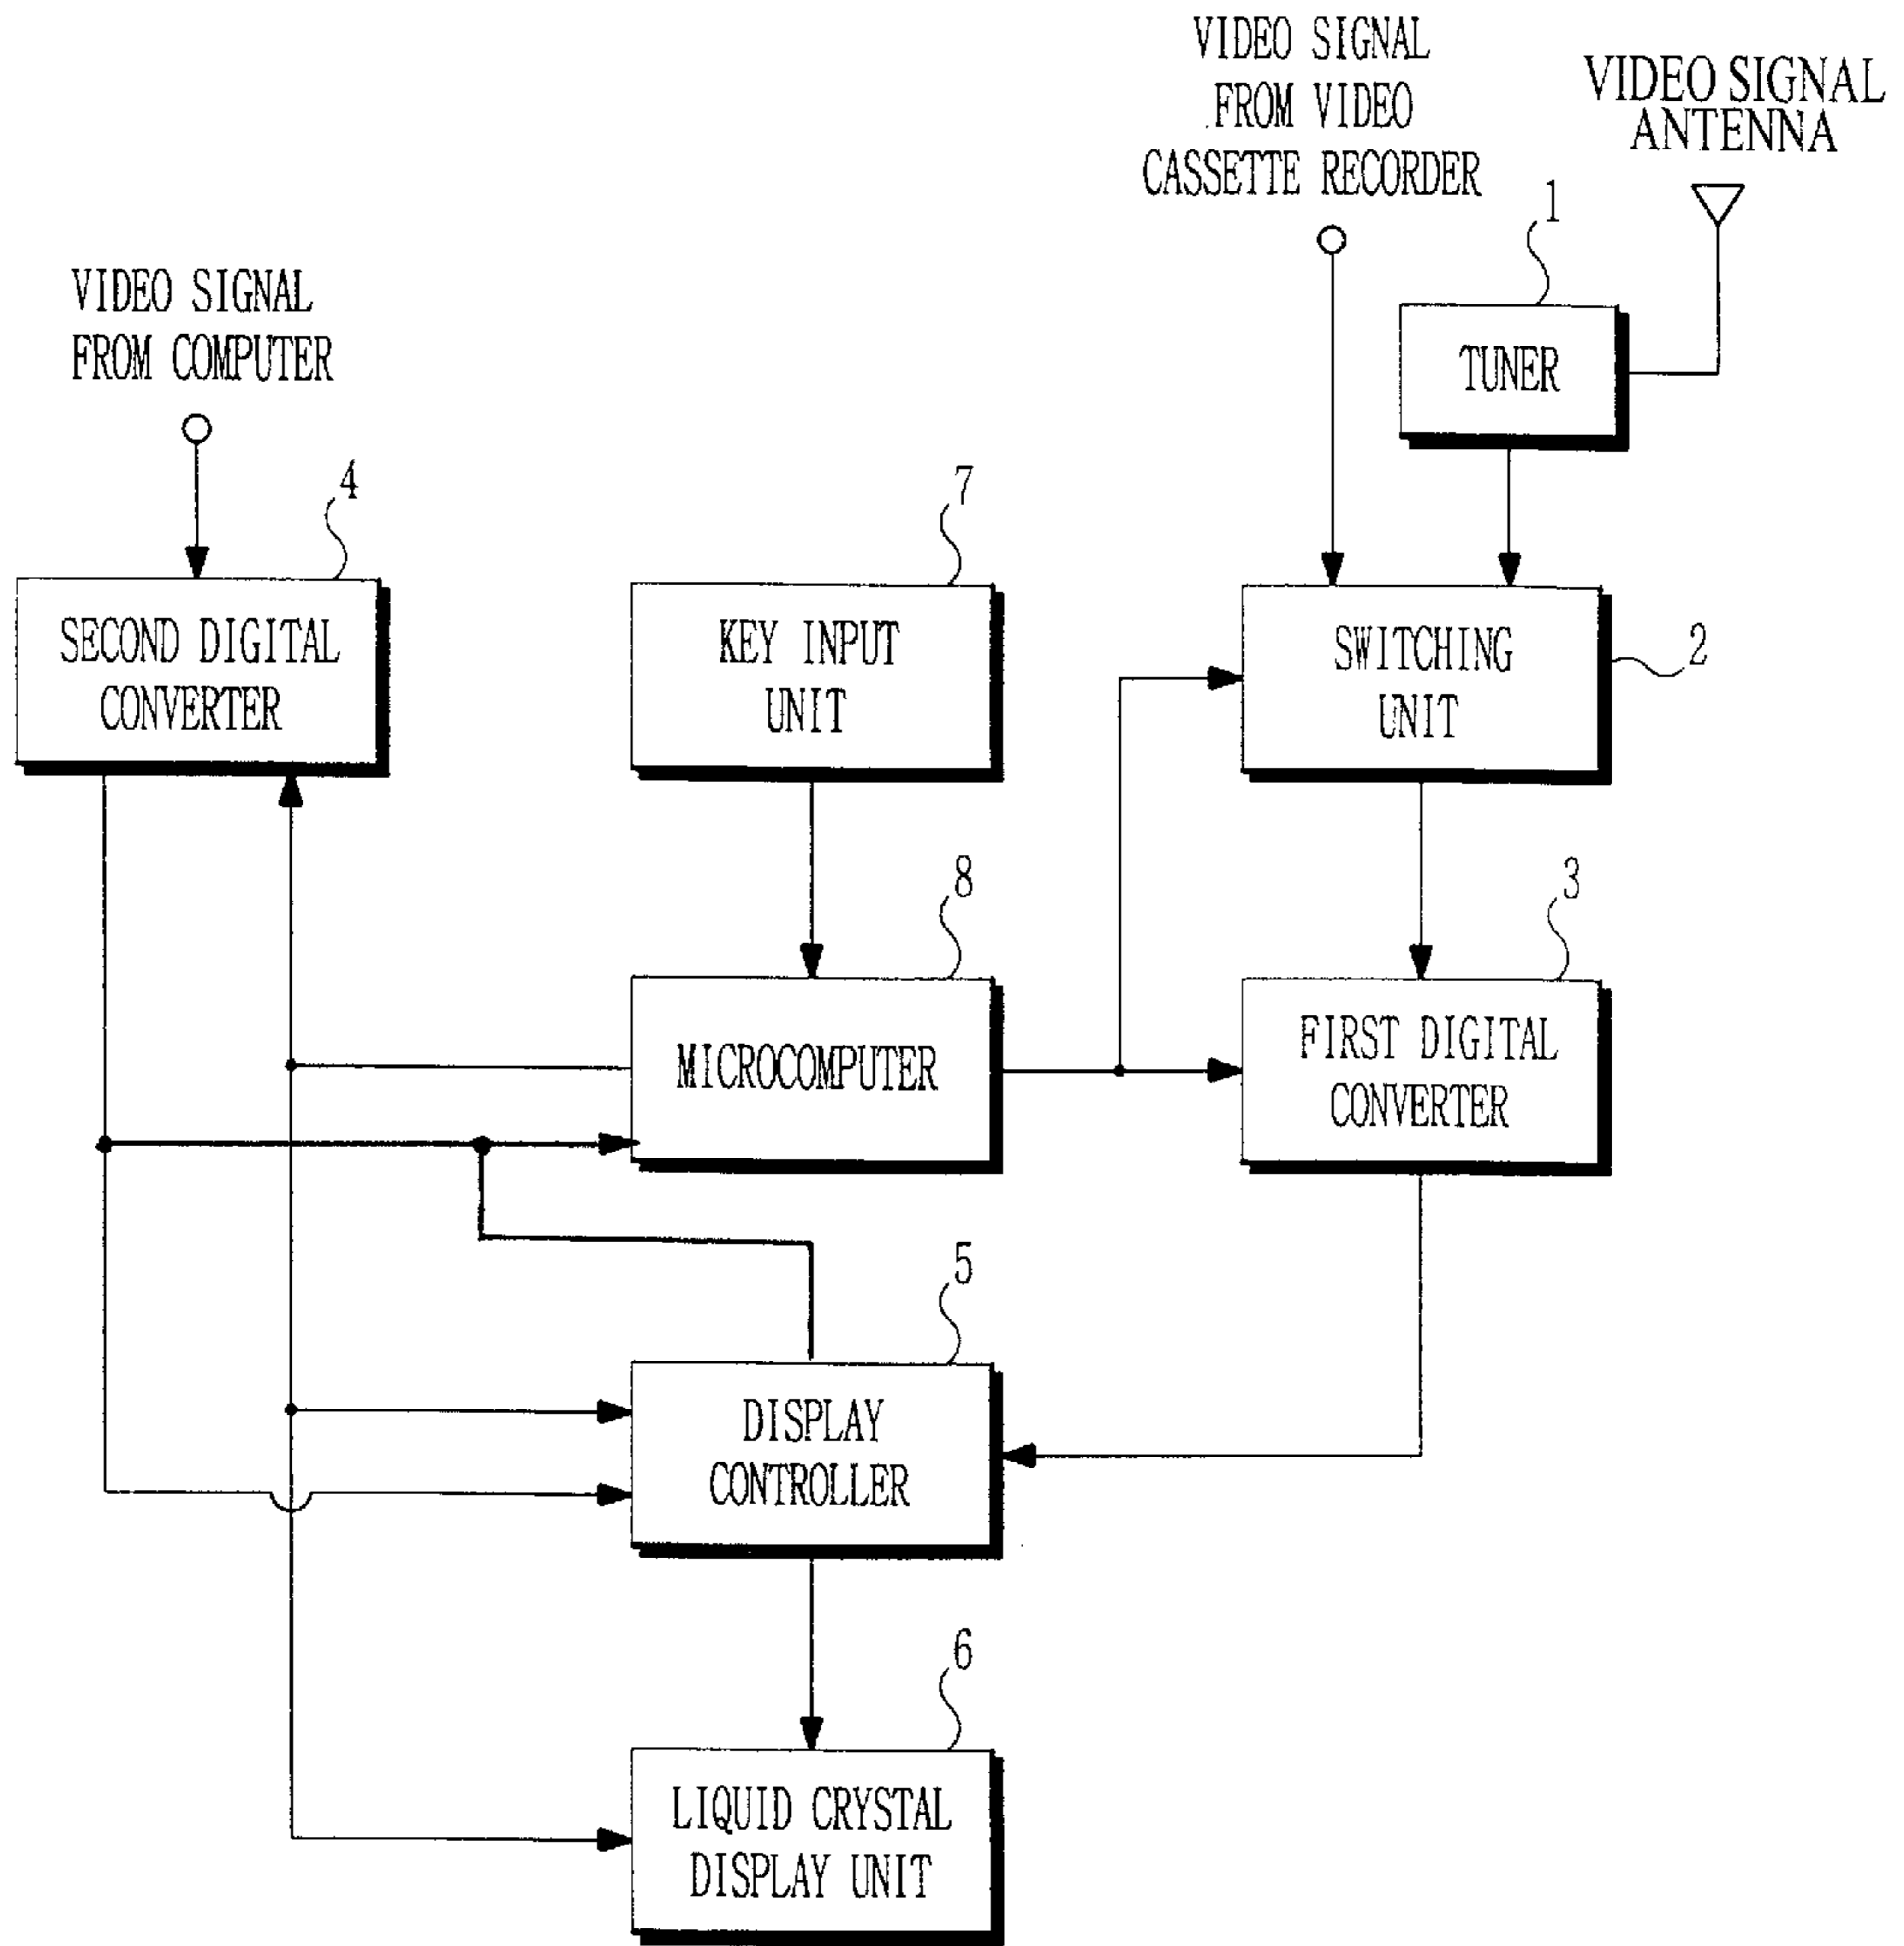 VIDEO SIGNAL
FROM VIDEO
CASSETTE RECORDER
VIDEO SIGNAL
ANTENNA
1
TUNER
VIDEO SIGNAL
FROM COMPUTER
4
SECOND DIGITAL
CONVERTER
7
KEY INPUT
UNIT
SWITCHING
UNIT
2
8
MICROCOMPUTER
3
FIRST DIGITAL
CONVERTER
5
DISPLAY
CONTROLLER
6
LIQUID CRYSTAL
DISPLAY UNIT